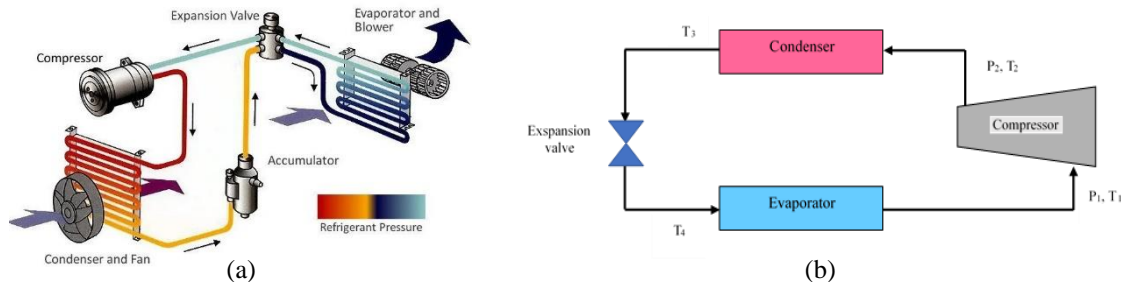 Expansion Valve
Evaporator and
Blower
Compressor
Accumulator
Refrigerant Pressure
Condenser and Fan
(a)
T3
Condenser
P2, T2
Exspansion
valve
Compressor
Evaporator
P1, T1
T4
(b)